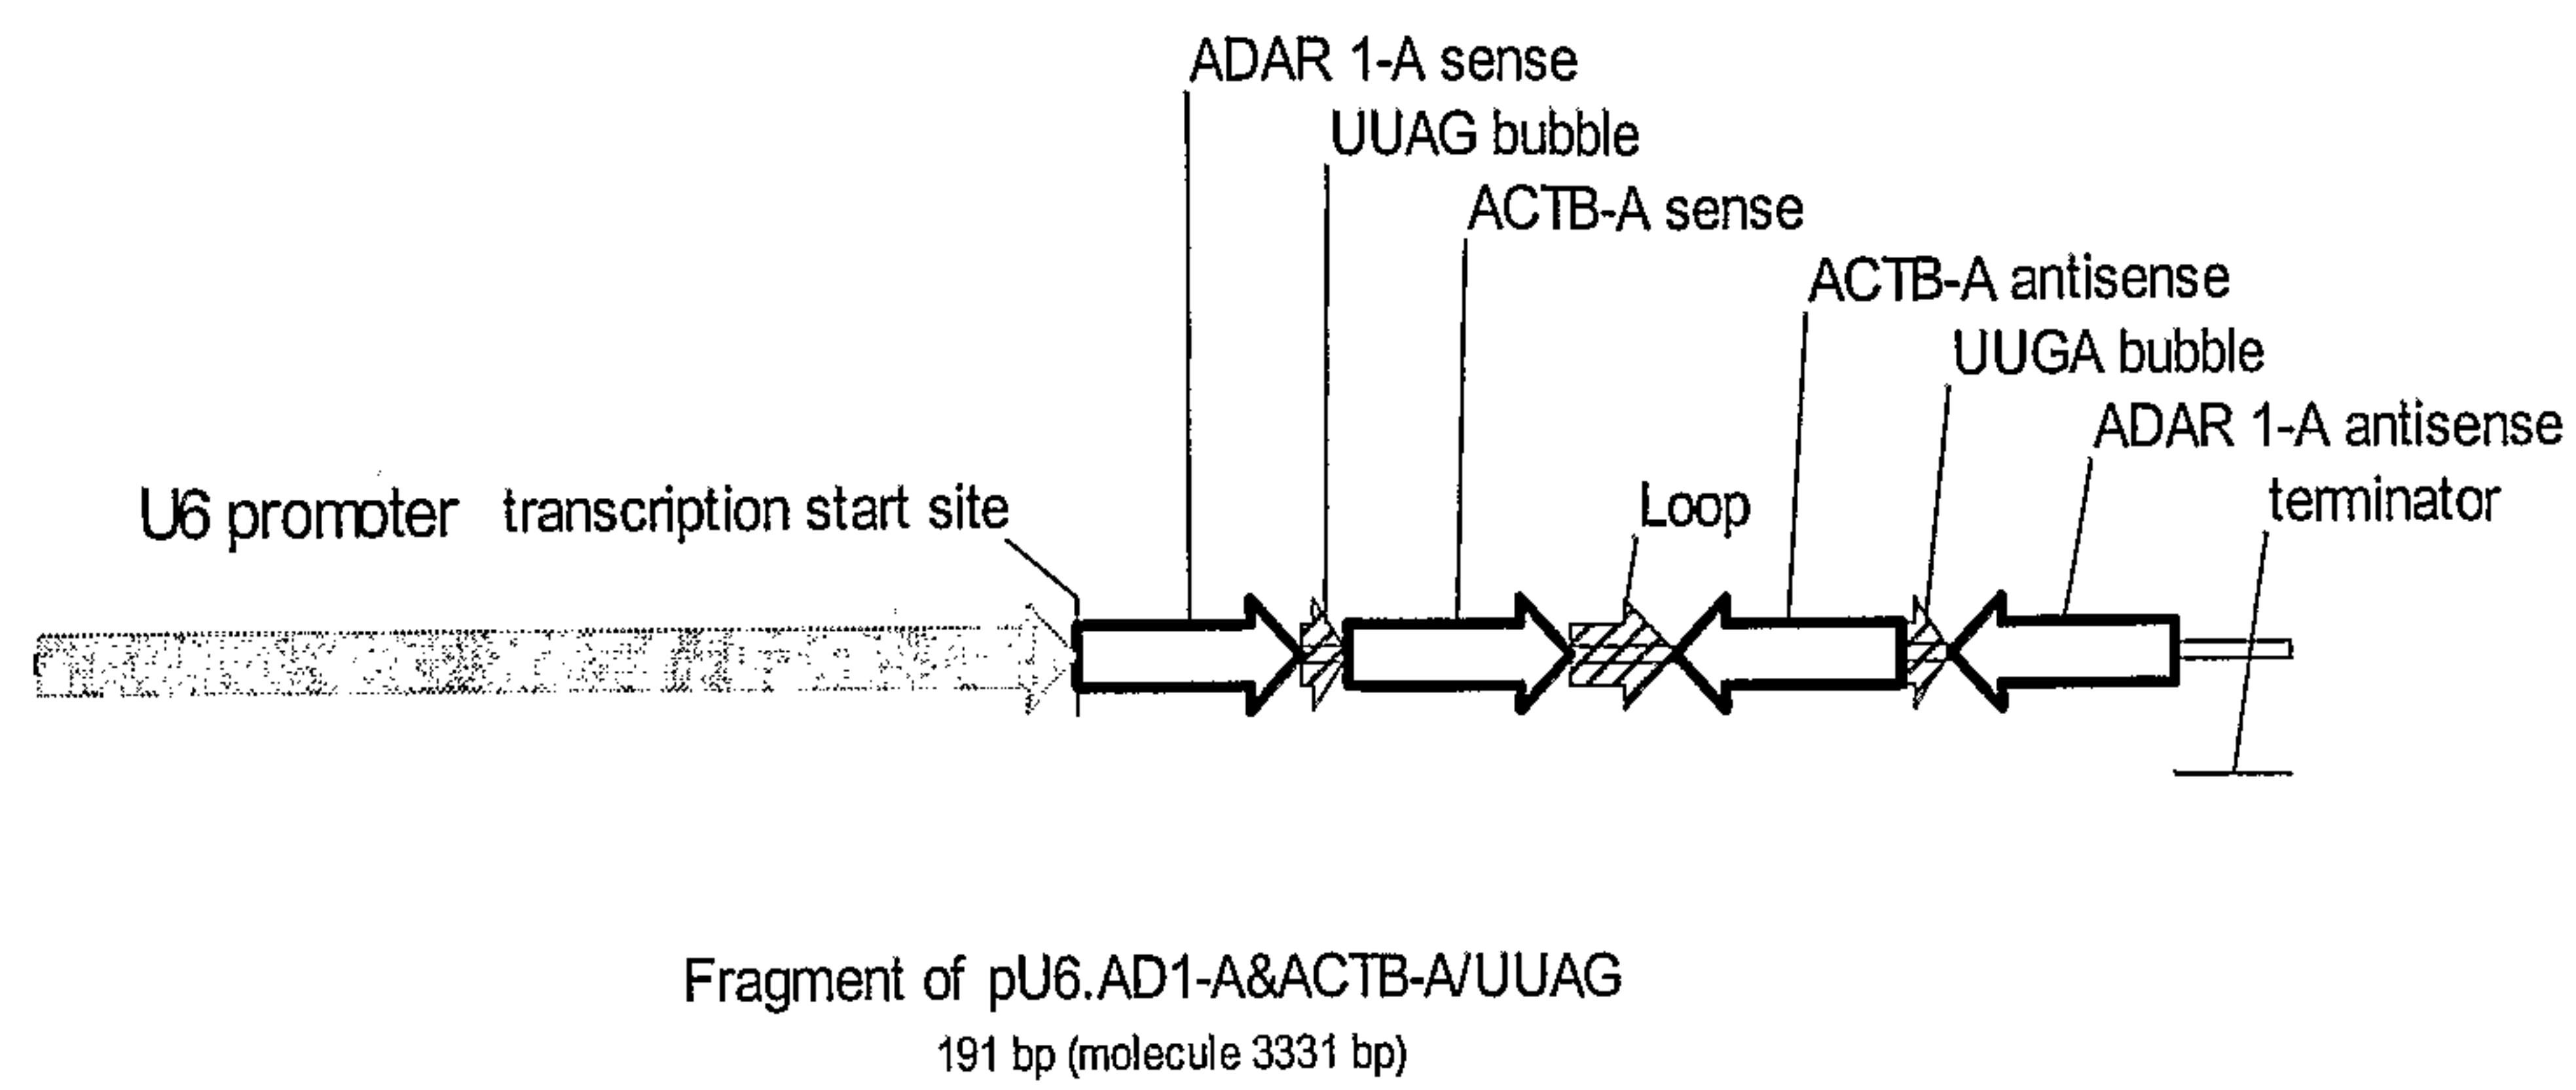 ADAR 1-A sense
UUAG bubble
ACTB-A sense
ACTB-A antisense
UUGA bubble
ADAR 1-A antisense
U6 promoter transcription start site
Loop
terminator
Fragment of pU6.AD1-A&ACTB-A/UUAG
191 bp (molecule 3331 bp)